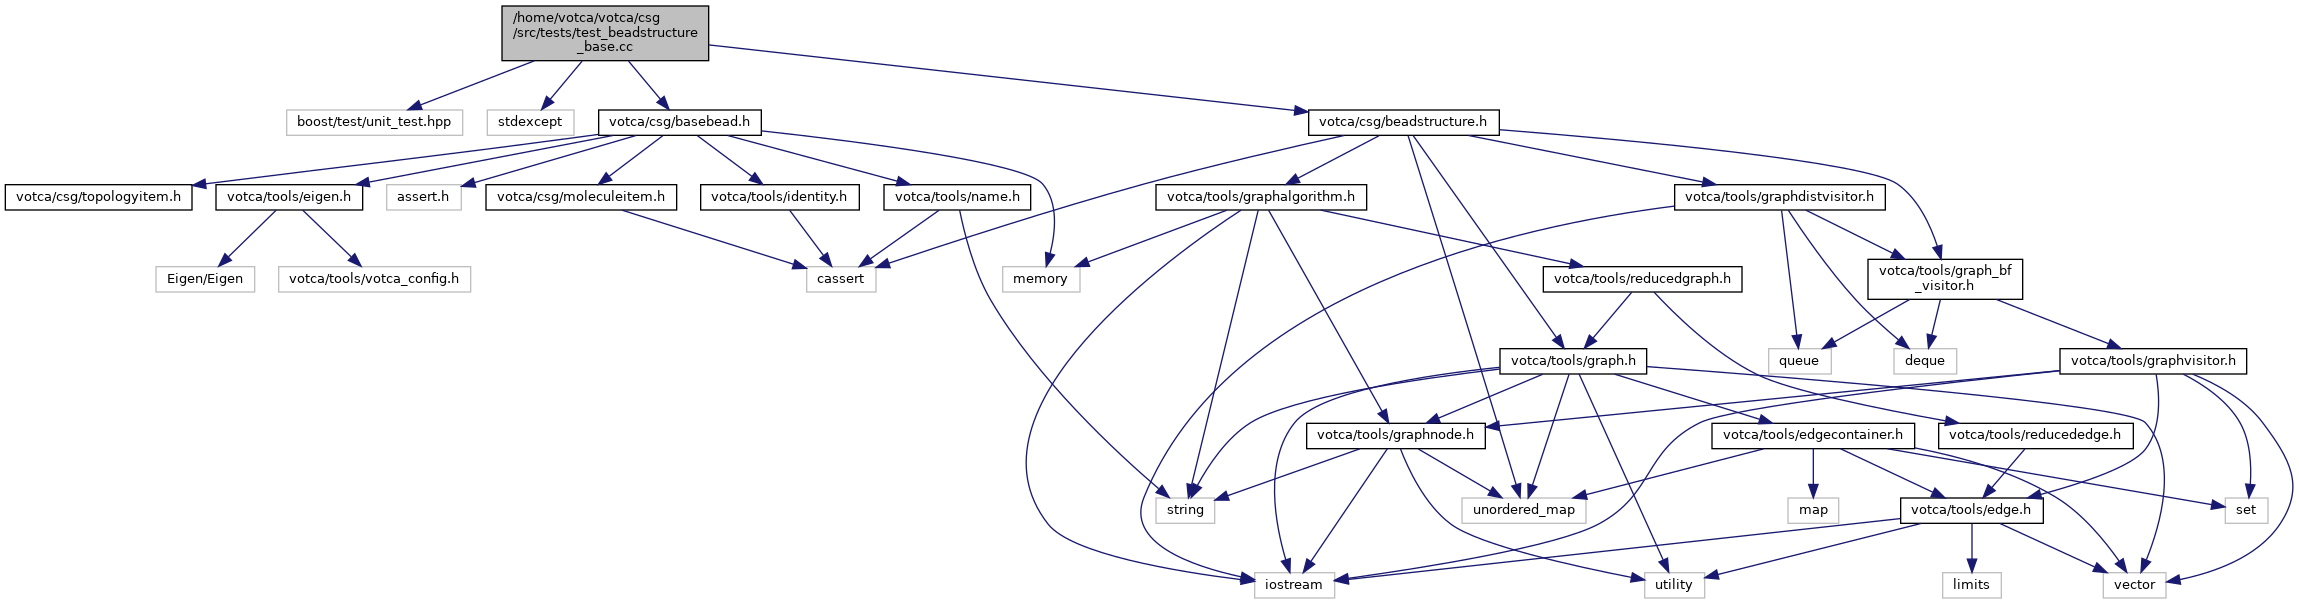 /home/votca/votca/csg
/src/tests/test_beadstructure
_base.cc
boost/test/unit_test.hpp
stdexcept
votca/csg/basebead.h
votca/csg/beadstructure.h
votca/csg/topologyitem.h
votca/tools/eigen.h
assert.h
votca/csg/moleculeitem.h
votca/tools/identity.h
votca/tools/name.h
votca/tools/graphalgorithm.h
votca/tools/graphdistvisitor.h
Eigen/Eigen
votca/tools/votca_config.h
cassert
memory
votca/tools/reducedgraph.h
votca/tools/graph_bf
_visitor.h
votca/tools/graph.h
queue
deque
votca/tools/graphvisitor.h
votca/tools/graphnode.h
votca/tools/edgecontainer.h
votca/tools/reducededge.h
string
unordered_map
map
votca/tools/edge.h
set
iostream
utility
limits
vector